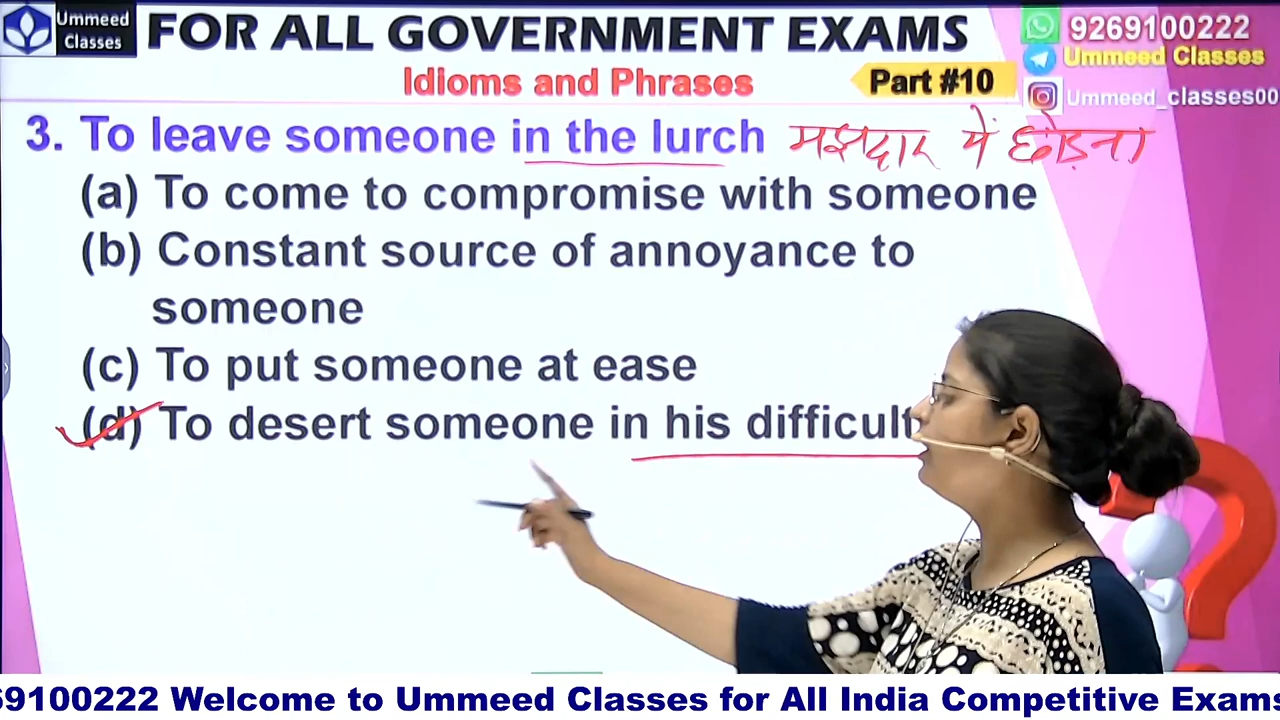 Ummeed
Classes
FOR ALL GOVERNMENT EXAMS
9269100222
Ummeed Classes
Idioms and Phrases
Part #10
Ummeed_classes00
3. To leave someone in the lurch मझदार में छोड़ना
(a) To come to compromise with someone
(b) Constant source of annoyance to
someone
(c) To put someone at ease
(d) To desert someone in his difficult
69100222 Welcome to Ummeed Classes for All India Competitive Exams